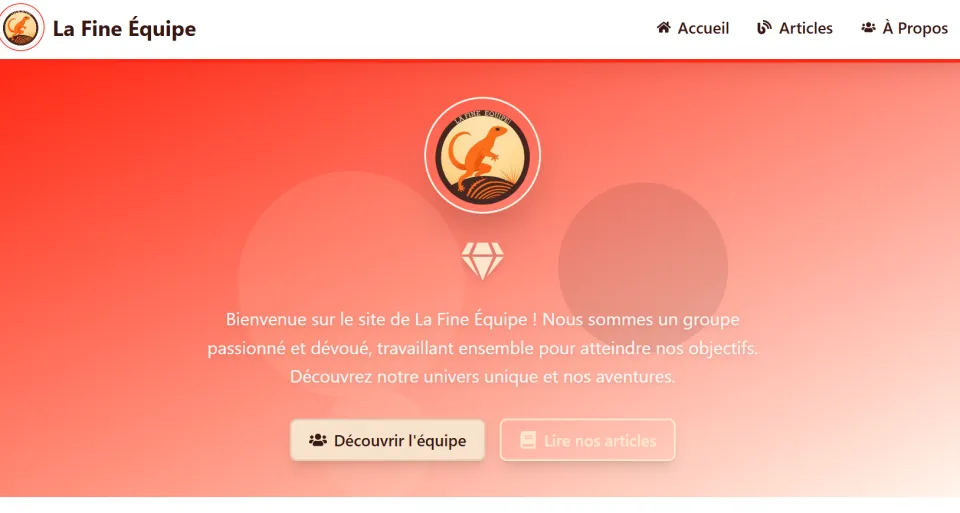 La Fine Équipe
Accueil
Articles
À Propos
LA FINE ÉQUIPE!
Bienvenue sur le site de La Fine Équipe ! Nous sommes un groupe
passionné et dévoué, travaillant ensemble pour atteindre nos objectifs.
Découvrez notre univers unique et nos aventures.
Découvrir l'équipe
Lire nos articles